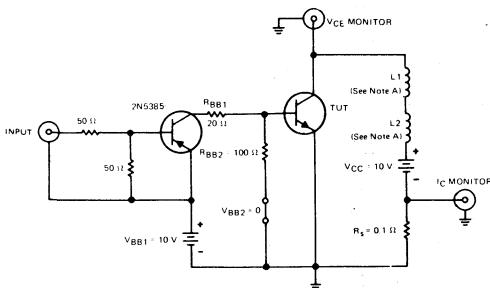 VCE MONITOR
L1
(See Note A)
2N5385
RBB1
20 Ω
TUT
50 Ω
L2
(See Note A)
INPUT
RBB2 = 100 Ω
50 Ω
+
VCC = 10 V
-
IC MONITOR
VBB2 = 0
+
VBB1 = 10 V
-
Rs = 0.1 Ω